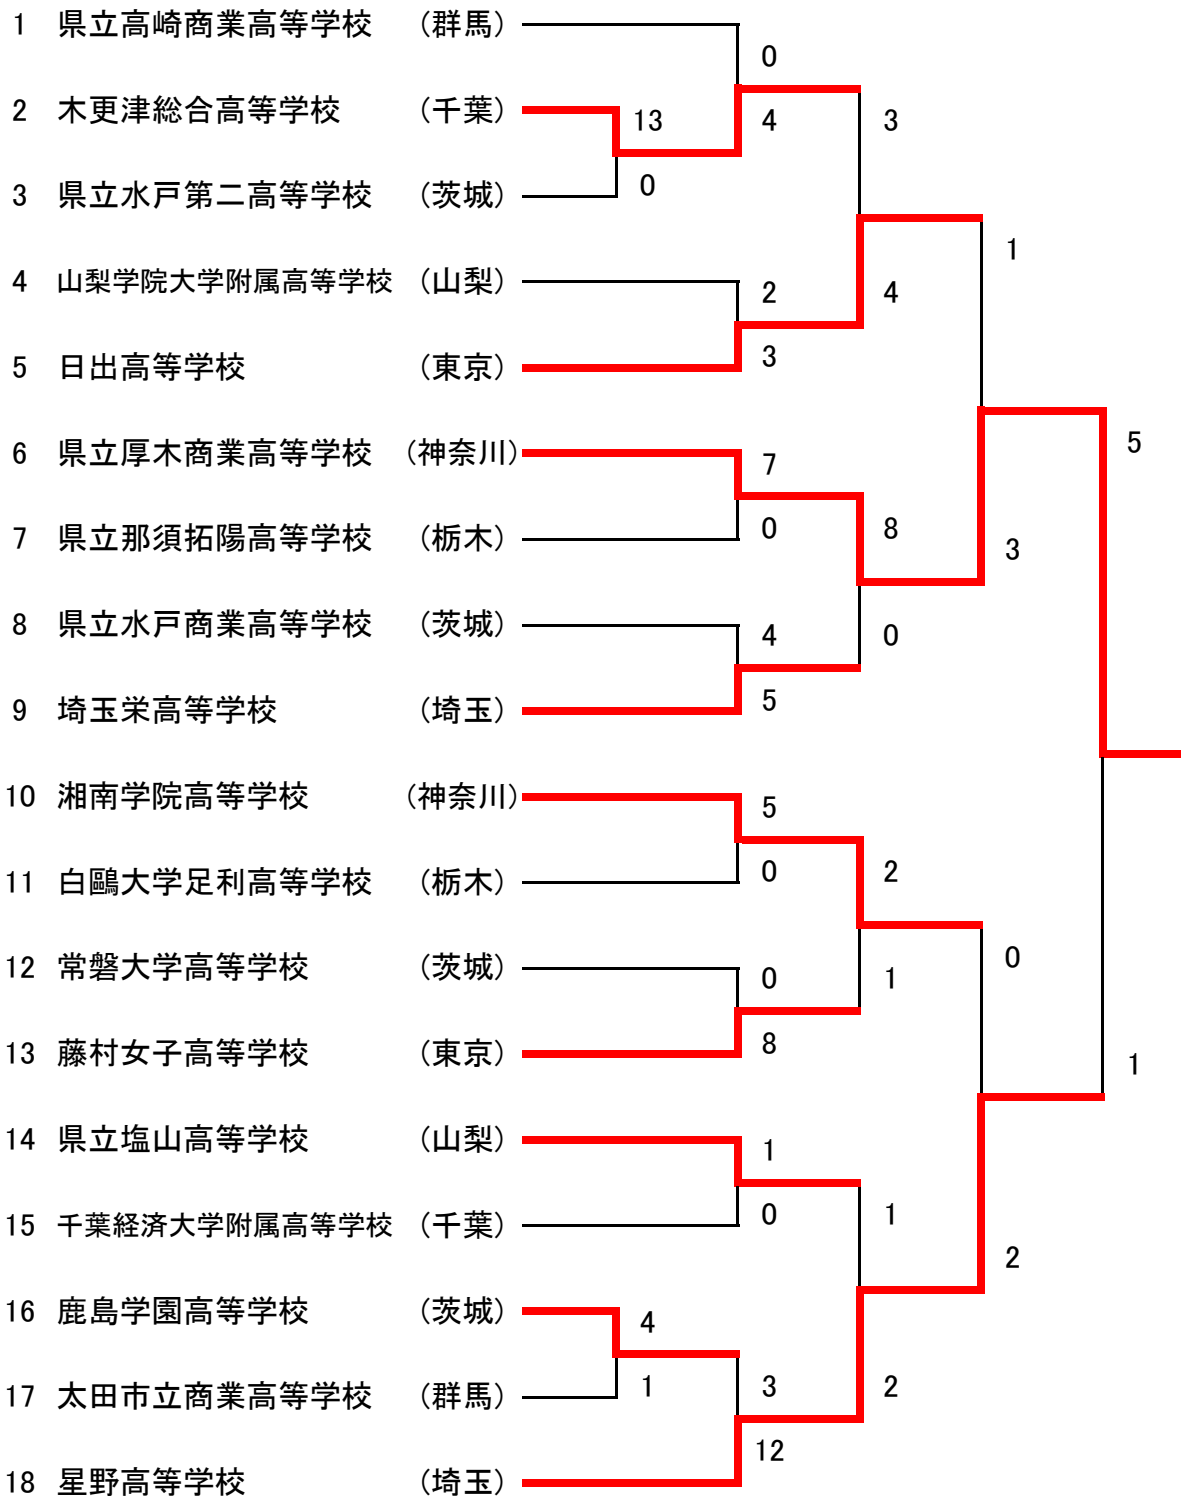 1 県立高崎商業高等学校 (群馬)
0
2 木更津総合高等学校 (千葉) 13 4 3
3 県立水戸第二高等学校 (茨城) 0
1
4 山梨学院大学附属高等学校 (山梨) 2 4
5 日出高等学校 (東京) 3
5
6 県立厚木商業高等学校 (神奈川) 7
7 県立那須拓陽高等学校 (栃木) 0 8 3
8 県立水戸商業高等学校 (茨城) 4 0
9 埼玉栄高等学校 (埼玉) 5
10 湘南学院高等学校 (神奈川) 5
11 白鷗大学足利高等学校 (栃木) 0 2
0
12 常磐大学高等学校 (茨城) 0 1
13 藤村女子高等学校 (東京) 8 1
14 県立塩山高等学校 (山梨) 1
15 千葉経済大学附属高等学校 (千葉) 0 1
2
16 鹿島学園高等学校 (茨城) 4
17 太田市立商業高等学校 (群馬) 1 3 2
12
18 星野高等学校 (埼玉)